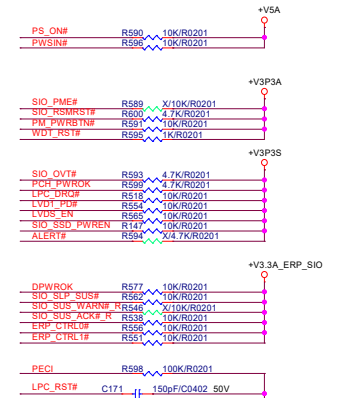 +V5A
PS_ON# R590 10K/R0201
PWSIN# R596 10K/R0201
+V3P3A
SIO_PME# R589 X/10K/R0201
SIO_RSMRST# R600 4.7K/R0201
PM_PWRBTN# R591 10K/R0201
WDT_RST# R595 1K/R0201
+V3P3S
SIO_OVT# R593 4.7K/R0201
PCH_PWROK R599 4.7K/R0201
LPC_DRQ# R518 10K/R0201
LVD1_PD# R554 10K/R0201
LVDS_EN R565 10K/R0201
SIO_SSD_PWREN R147 10K/R0201
ALERT# R594 X/4.7K/R0201
+V3.3A_ERP_SIO
DPWROK R577 10K/R0201
SIO_SLP_SUS# R562 10K/R0201
SIO_SUS_WARN#_R R546 X/10K/R0201
SIO_SUS_ACK#_R R538 10K/R0201
ERP_CTRL0# R556 10K/R0201
ERP_CTRL1# R551 10K/R0201
PECI R598 100K/R0201
LPC_RST# C171 150pF/C0402 50V